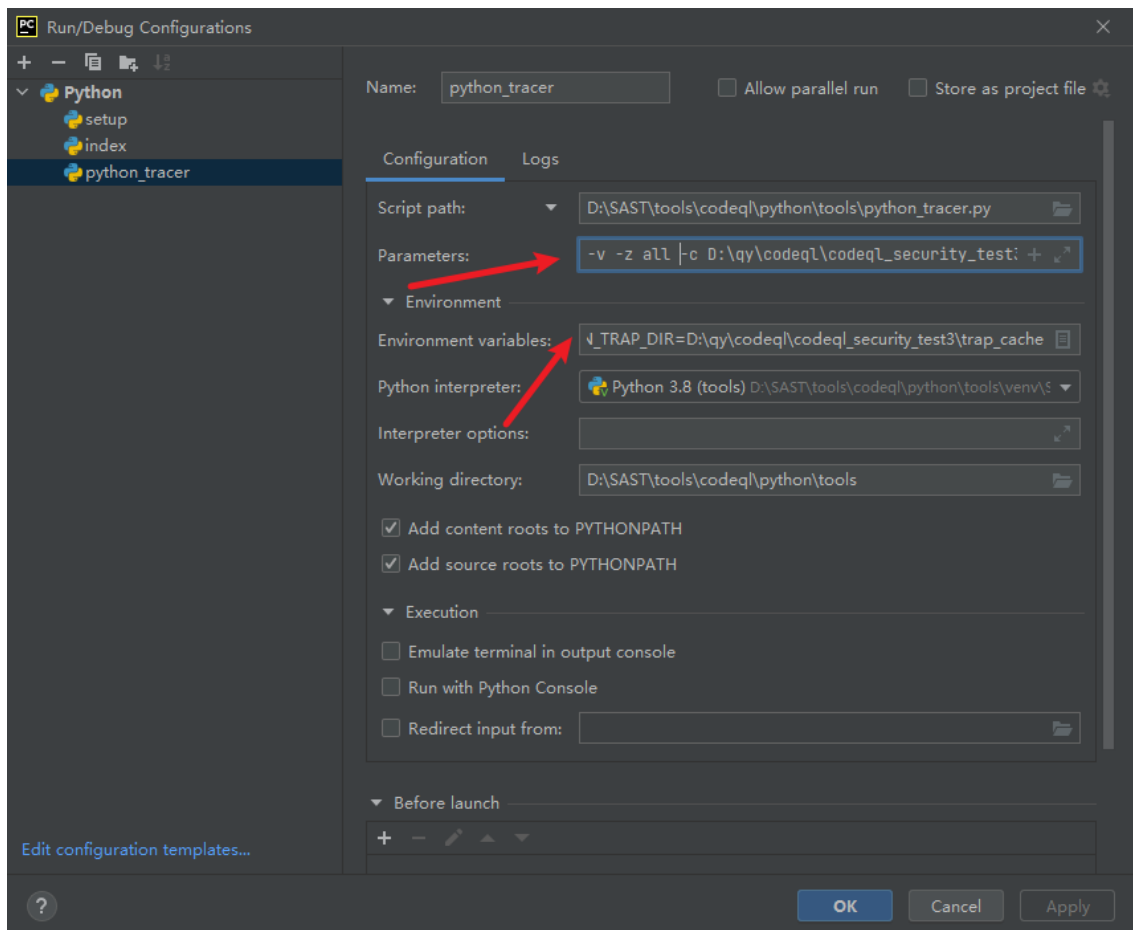 PC Run/Debug Configurations
Python
setup
index
python_tracer
Edit configuration templates...
Name: python_tracer Allow parallel run Store as project file
Configuration Logs
Script path: D:\SAST\tools\codeql\python\tools\python_tracer.py
Parameters: -v -z all -c D:\qy\codeql\codeql_security_test
Environment
Environment variables: _TRAP_DIR=D:\qy\codeql\codeql_security_test3\trap_cache
Python interpreter: Python 3.8 (tools) D:\SAST\tools\codeql\python\tools\venv\
Interpreter options:
Working directory: D:\SAST\tools\codeql\python\tools
Add content roots to PYTHONPATH
Add source roots to PYTHONPATH
Execution
Emulate terminal in output console
Run with Python Console
Redirect input from:
Before launch
? OK Cancel Apply